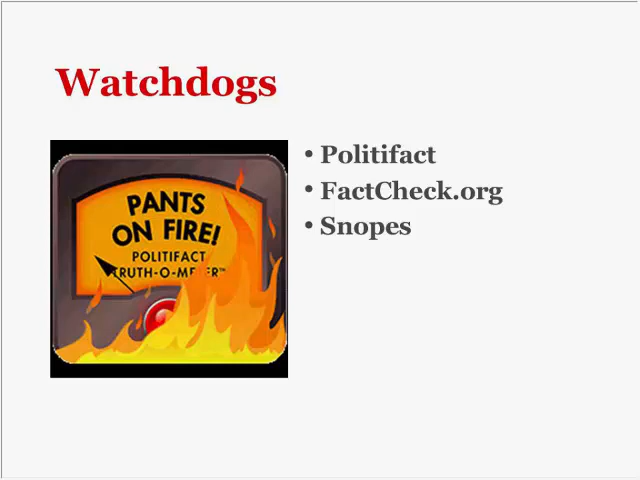 Watchdogs
PANTS
ON FIRE!
POLITIFACT
TRUTH-O-METER™
• Politifact
• FactCheck.org
• Snopes